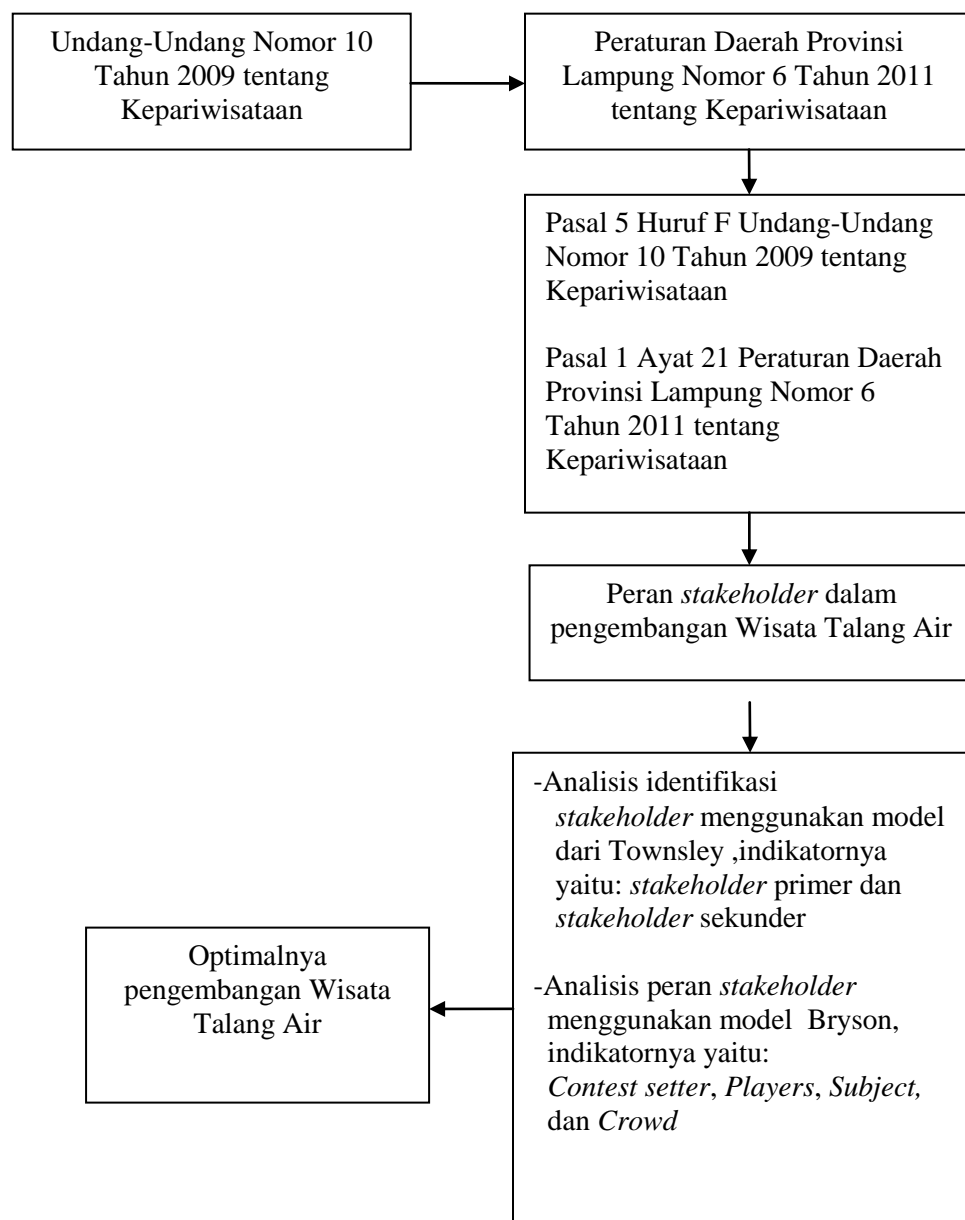 Undang-Undang Nomor 10
Tahun 2009 tentang
Kepariwisataan
Peraturan Daerah Provinsi
Lampung Nomor 6 Tahun 2011
tentang Kepariwisataan
Pasal 5 Huruf F Undang-Undang
Nomor 10 Tahun 2009 tentang
Kepariwisataan
Pasal 1 Ayat 21 Peraturan Daerah
Provinsi Lampung Nomor 6
Tahun 2011 tentang
Kepariwisataan
Peran stakeholder dalam
pengembangan Wisata Talang Air
-Analisis identifikasi
stakeholder menggunakan model
dari Townsley ,indikatornya
yaitu: stakeholder primer dan
stakeholder sekunder
-Analisis peran stakeholder
menggunakan model Bryson,
indikatornya yaitu:
Contest setter, Players, Subject,
dan Crowd
Optimalnya
pengembangan Wisata
Talang Air